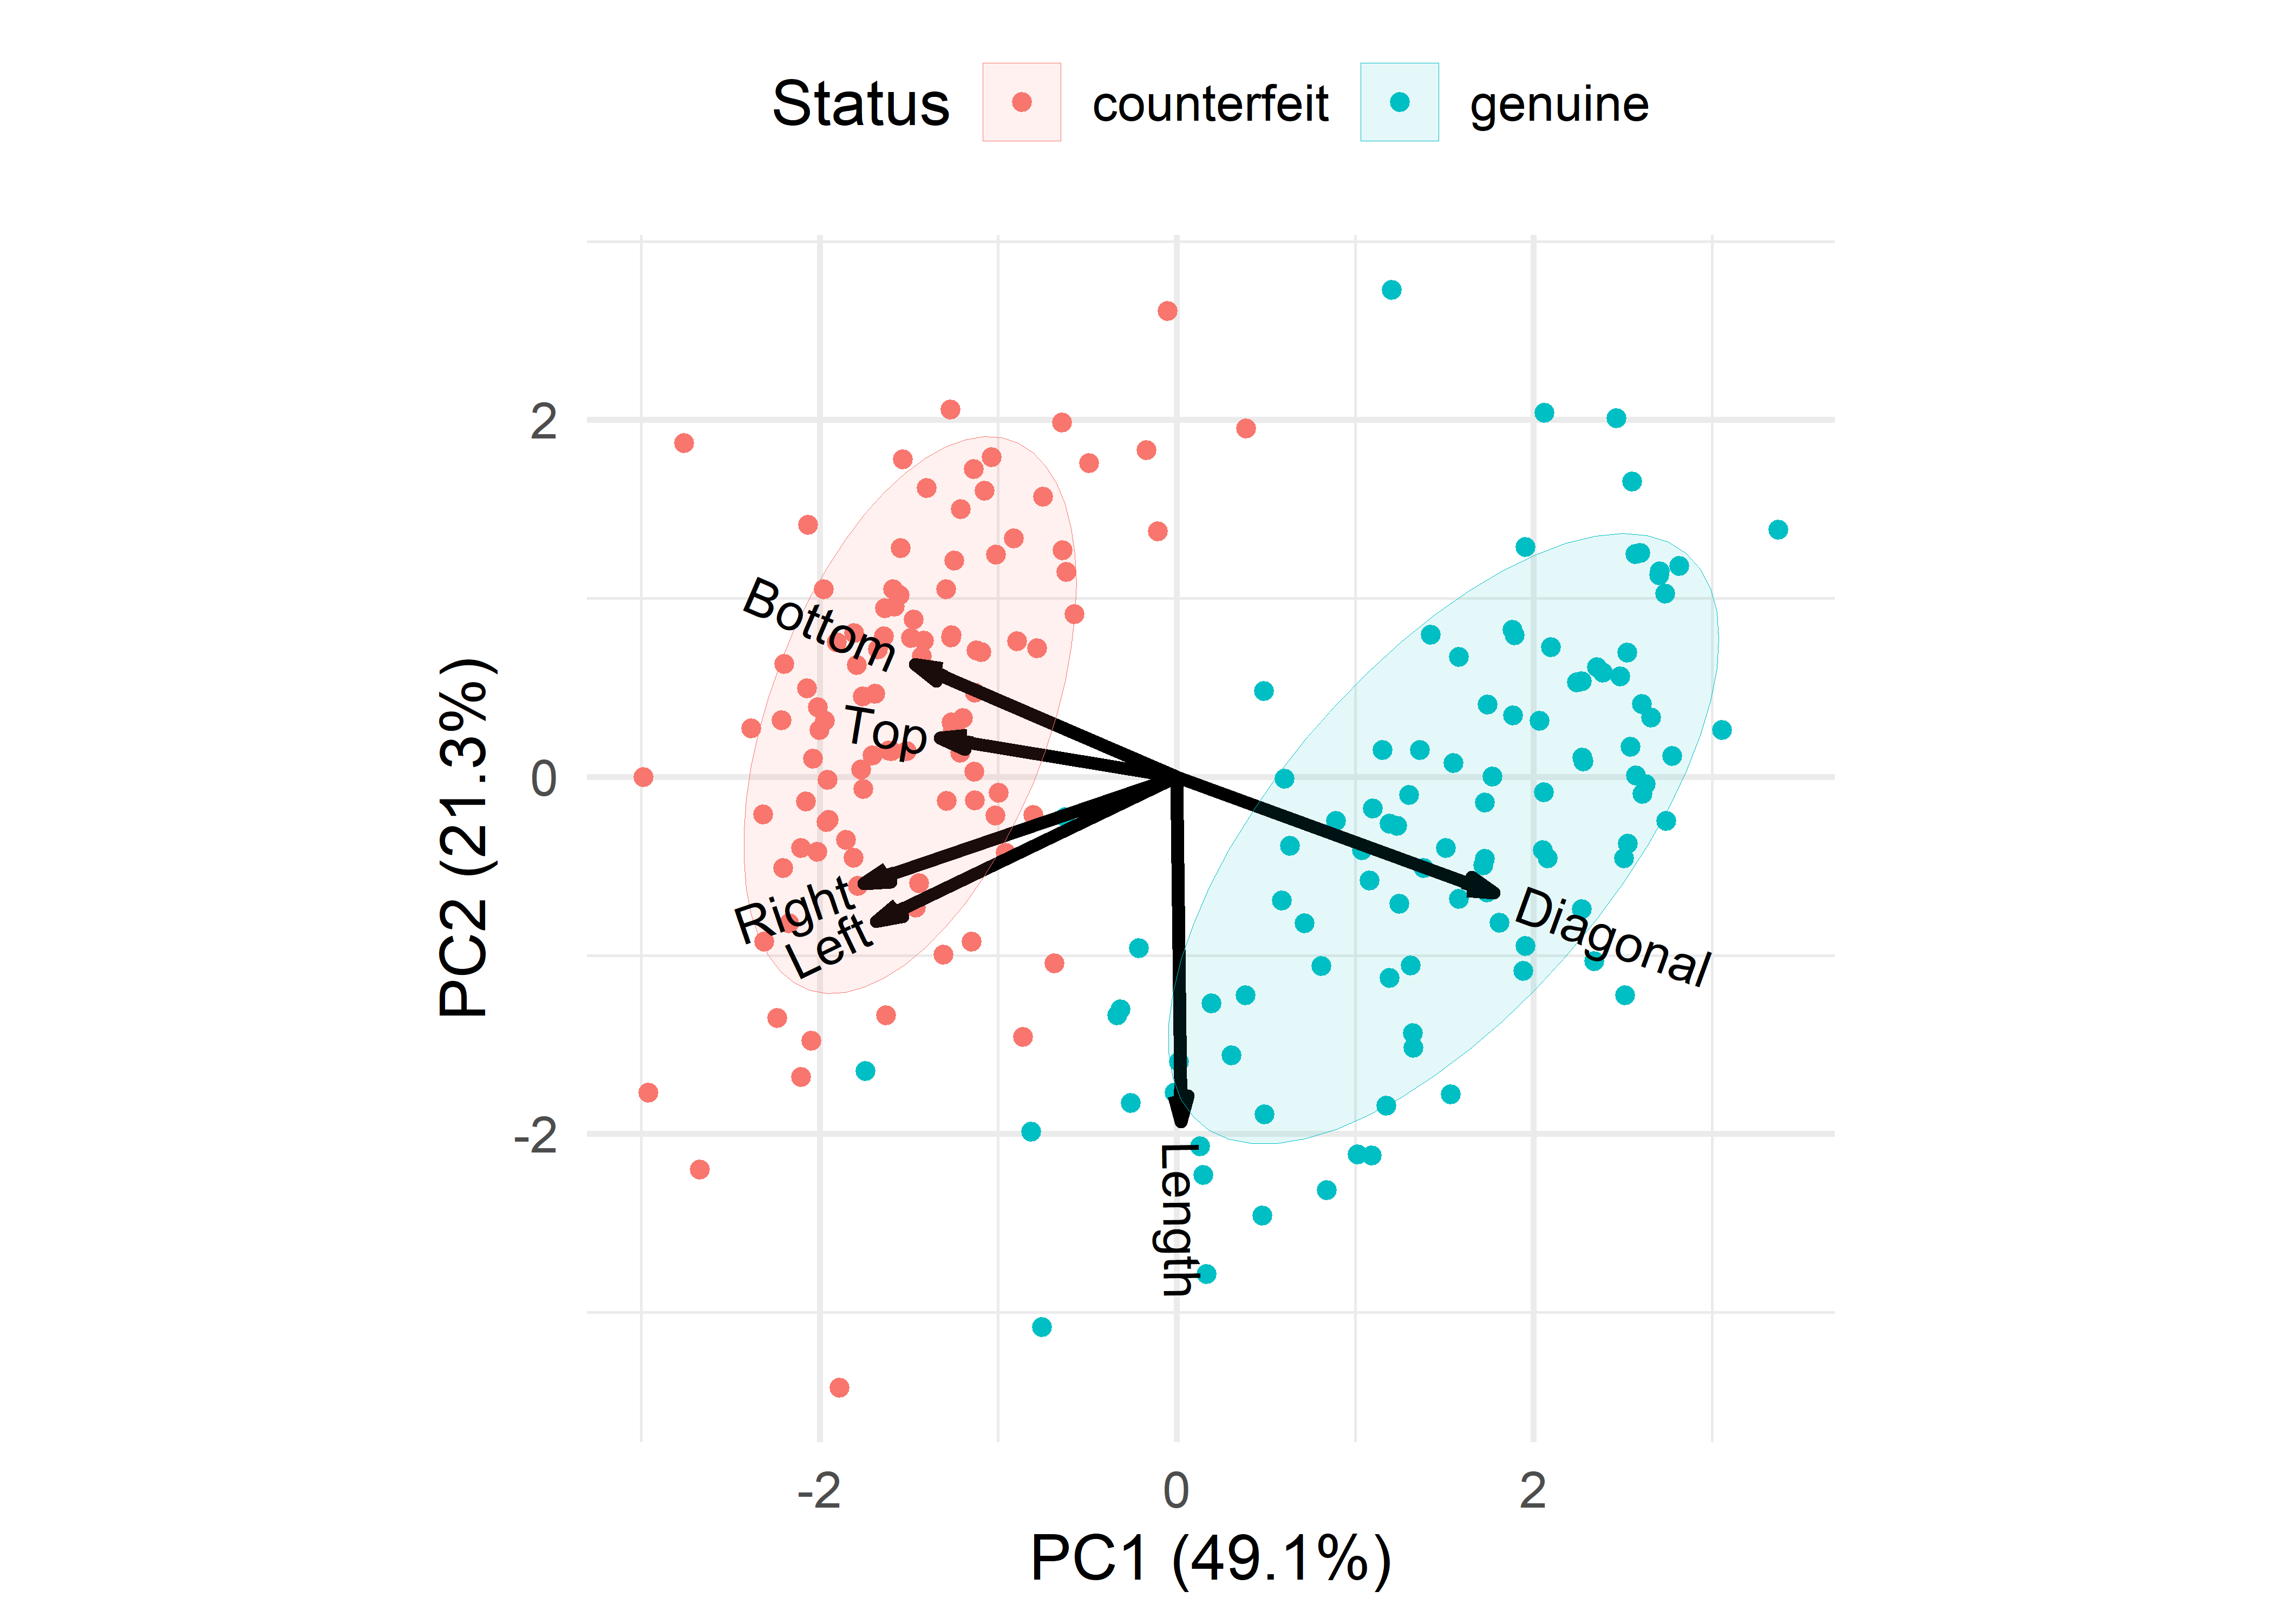 Status counterfeit genuine
2
0
-2
PC2 (21.3%)
Bottom
Top
Right
Left
Diagonal
Length
-2 0 2
PC1 (49.1%)